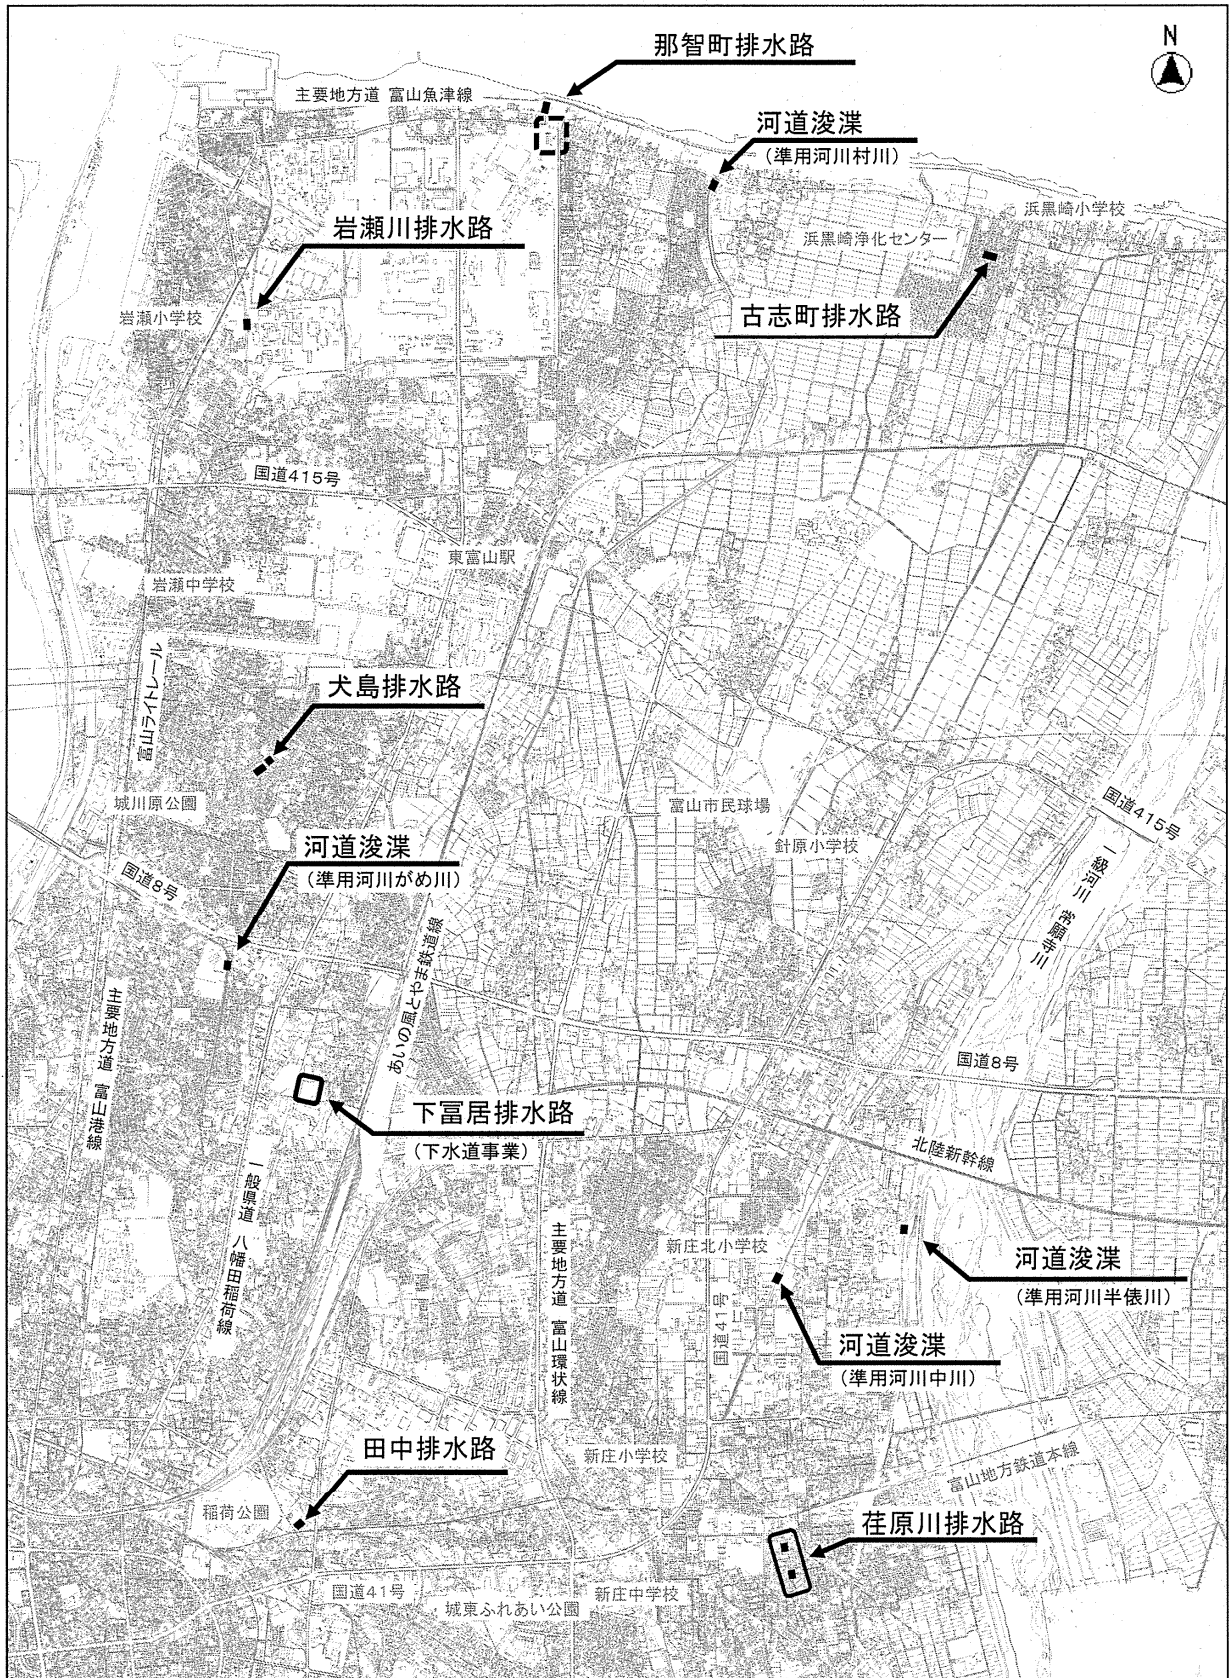 N
那智町排水路
主要地方道 富山魚津線
河道浚渫
(準用河川村川)
浜黒崎小学校
岩瀬川排水路
浜黒崎浄化センター
岩瀬小学校
古志町排水路
国道415号
東富山駅
岩瀬中学校
富山ライトレール
犬島排水路
城川原公園
富山市民球場
国道415号
針原小学校
河道浚渫
(準用河川がめ川)
国道8号
一級河川 常願寺川
あいの風とやま鉄道線
主要地方道 富山港線
国道8号
下冨居排水路
(下水道事業)
北陸新幹線
一般県道 八幡田稲荷線
主要地方道 富山環状線
新庄北小学校
河道浚渫
(準用河川半俵川)
国道41号
河道浚渫
(準用河川中川)
田中排水路
新庄小学校
富山地方鉄道本線
稲荷公園
荏原川排水路
国道41号
新庄中学校
城東ふれあい公園